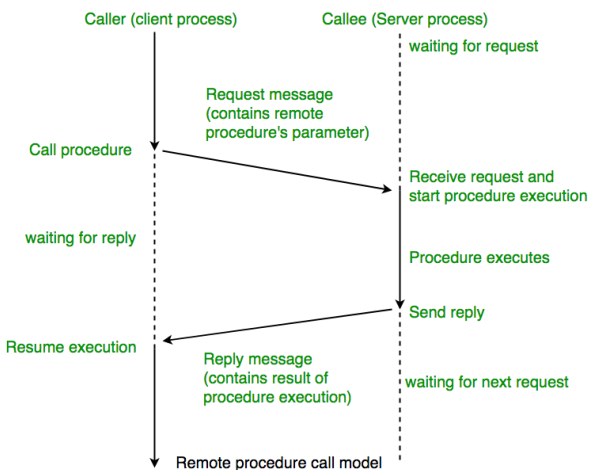 Caller (client process)
Callee (Server process)
waiting for request
Request message
(contains remote
procedure's parameter)
Call procedure
Receive request and
start procedure execution
waiting for reply
Procedure executes
Send reply
Resume execution
Reply message
(contains result of
procedure execution)
waiting for next request
Remote procedure call model